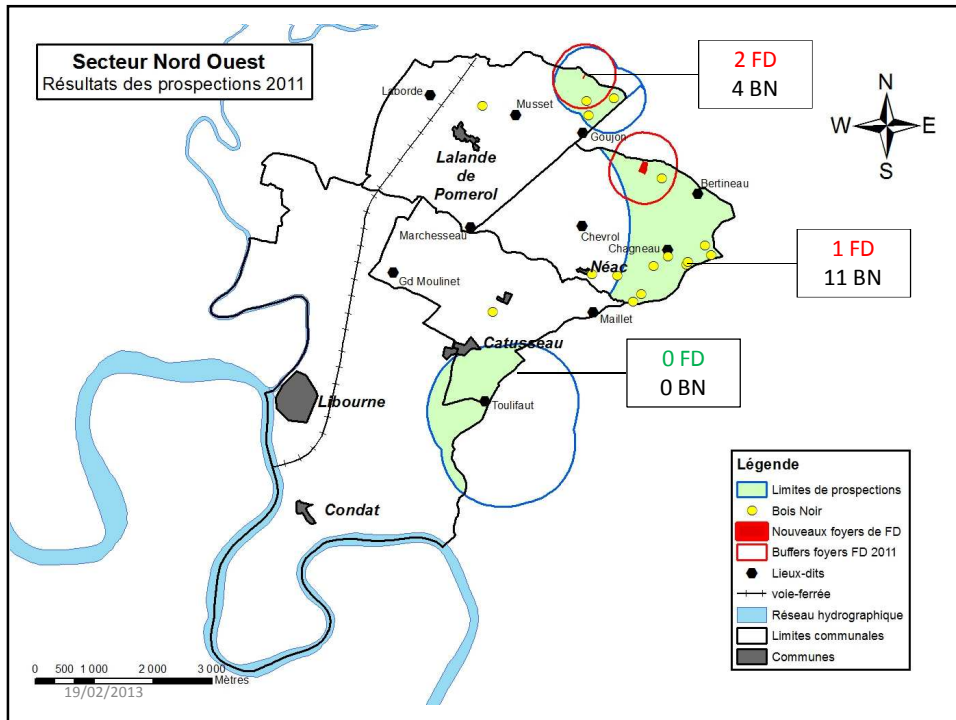 Secteur Nord Ouest
Résultats des prospections 2011
2 FD
4 BN
N
W
E
S
Laborde
Musset
Goujon
Lalande
de
Pomerol
Bertineau
Marchesseau
Chevrol
Chagneau
1 FD
11 BN
Néac
Gd Moulinet
Maillet
Catusseau
0 FD
0 BN
Libourne
Toulifaut
Condat
Légende
Limites de prospections
Bois Noir
Nouveaux foyers de FD
Buffers foyers FD 2011
Lieux-dits
voie-ferrée
Réseau hydrographique
Limites communales
Communes
0 500 1 000 2 000 3 000
Mètres
19/02/2013